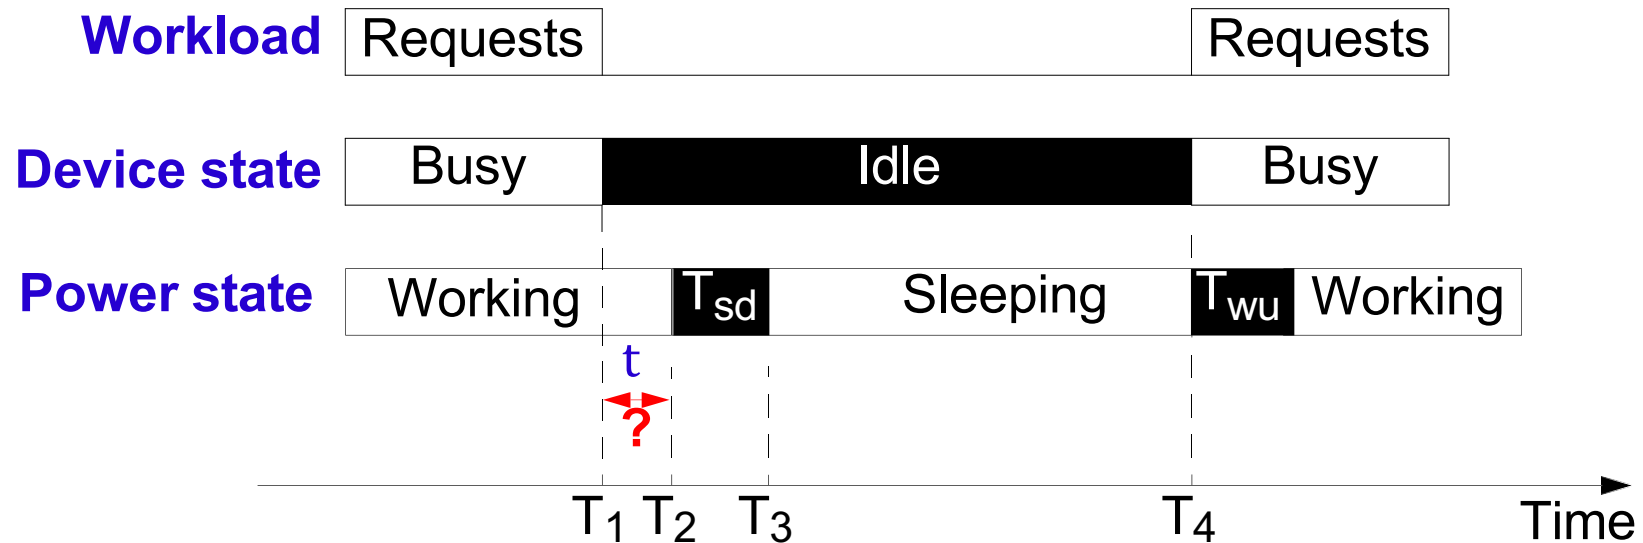 Workload Requests Requests
Device state Busy Idle Busy
Power state Working Tsd Sleeping Twu Working
t
?
T1 T2 T3 T4 Time